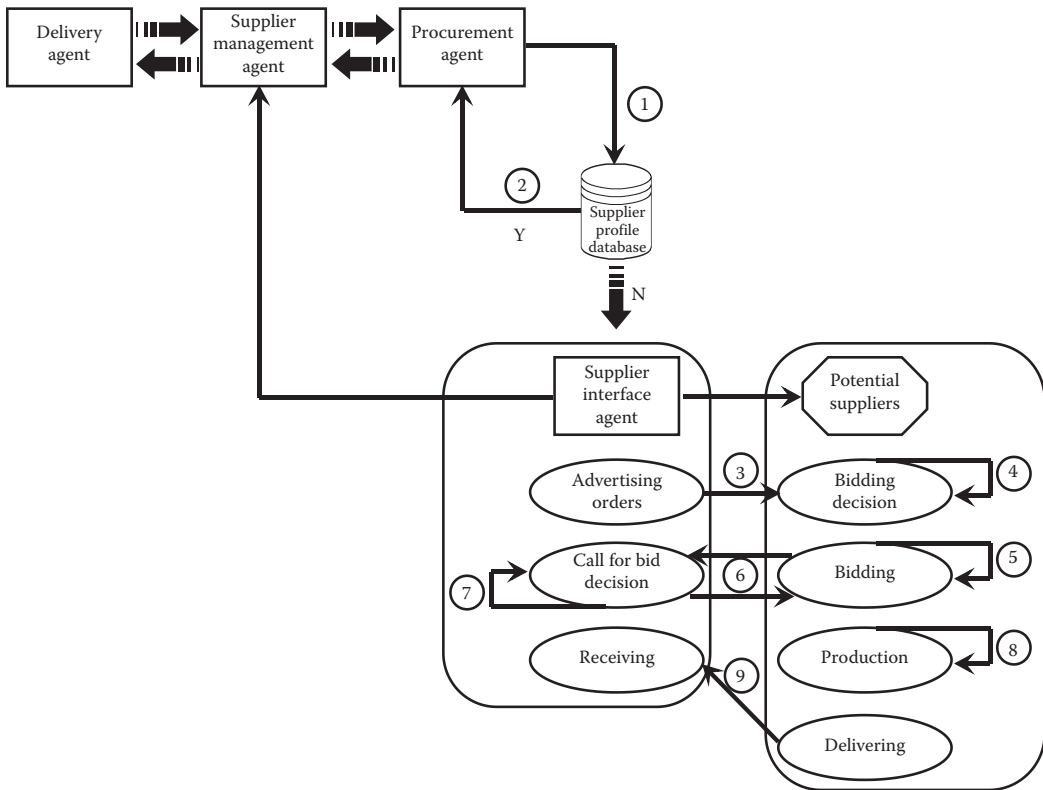 Delivery
agent
Supplier
management
agent
Procurement
agent
1
2
Y
Supplier
profile
database
N
Supplier
interface
agent
Potential
suppliers
Advertising
orders
3
Bidding
decision
4
Call for bid
decision
6
Bidding
5
7
Receiving
9
Production
8
Delivering